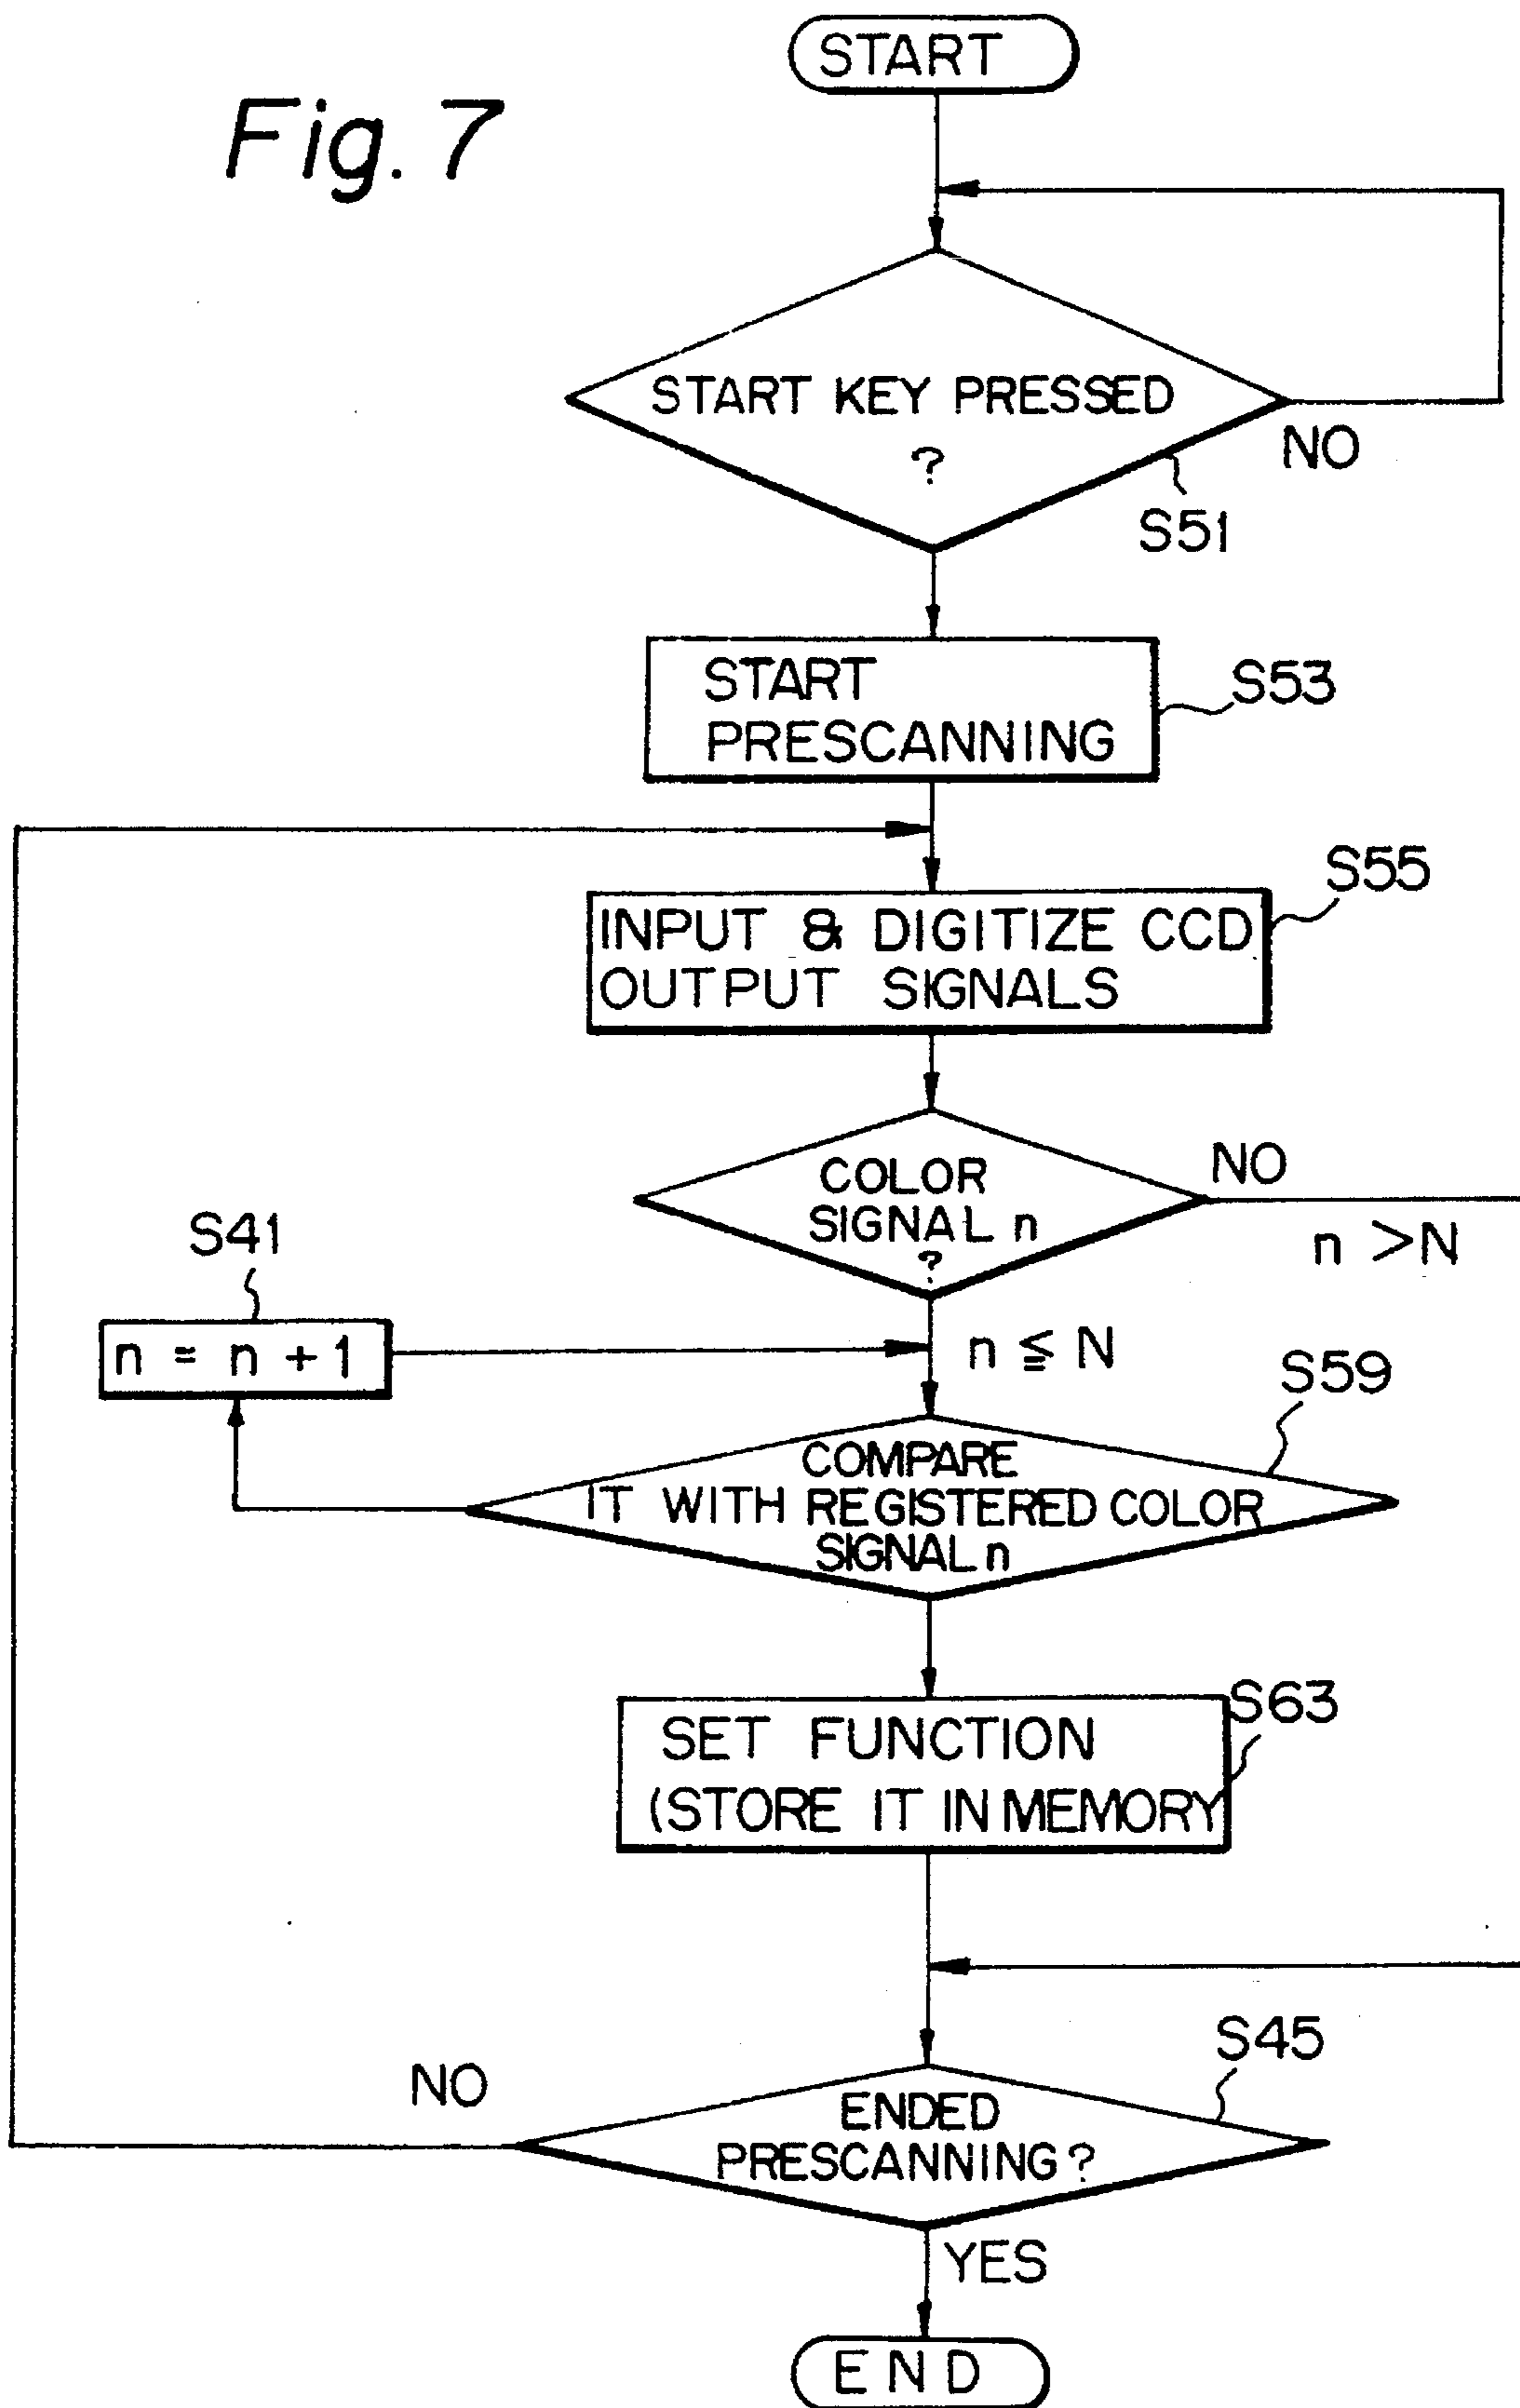 Fig. 7
START
START KEY PRESSED
?
NO
S51
START
PRESCANNING
S53
S55
INPUT & DIGITIZE CCD
OUTPUT SIGNALS
COLOR
SIGNAL n
?
NO
n >N
S41
n = n + 1
n ≦ N
S59
COMPARE
IT WITH REGISTERED COLOR
SIGNAL n
S63
SET FUNCTION
(STORE IT IN MEMORY
S45
NO
ENDED
PRESCANNING?
YES
END